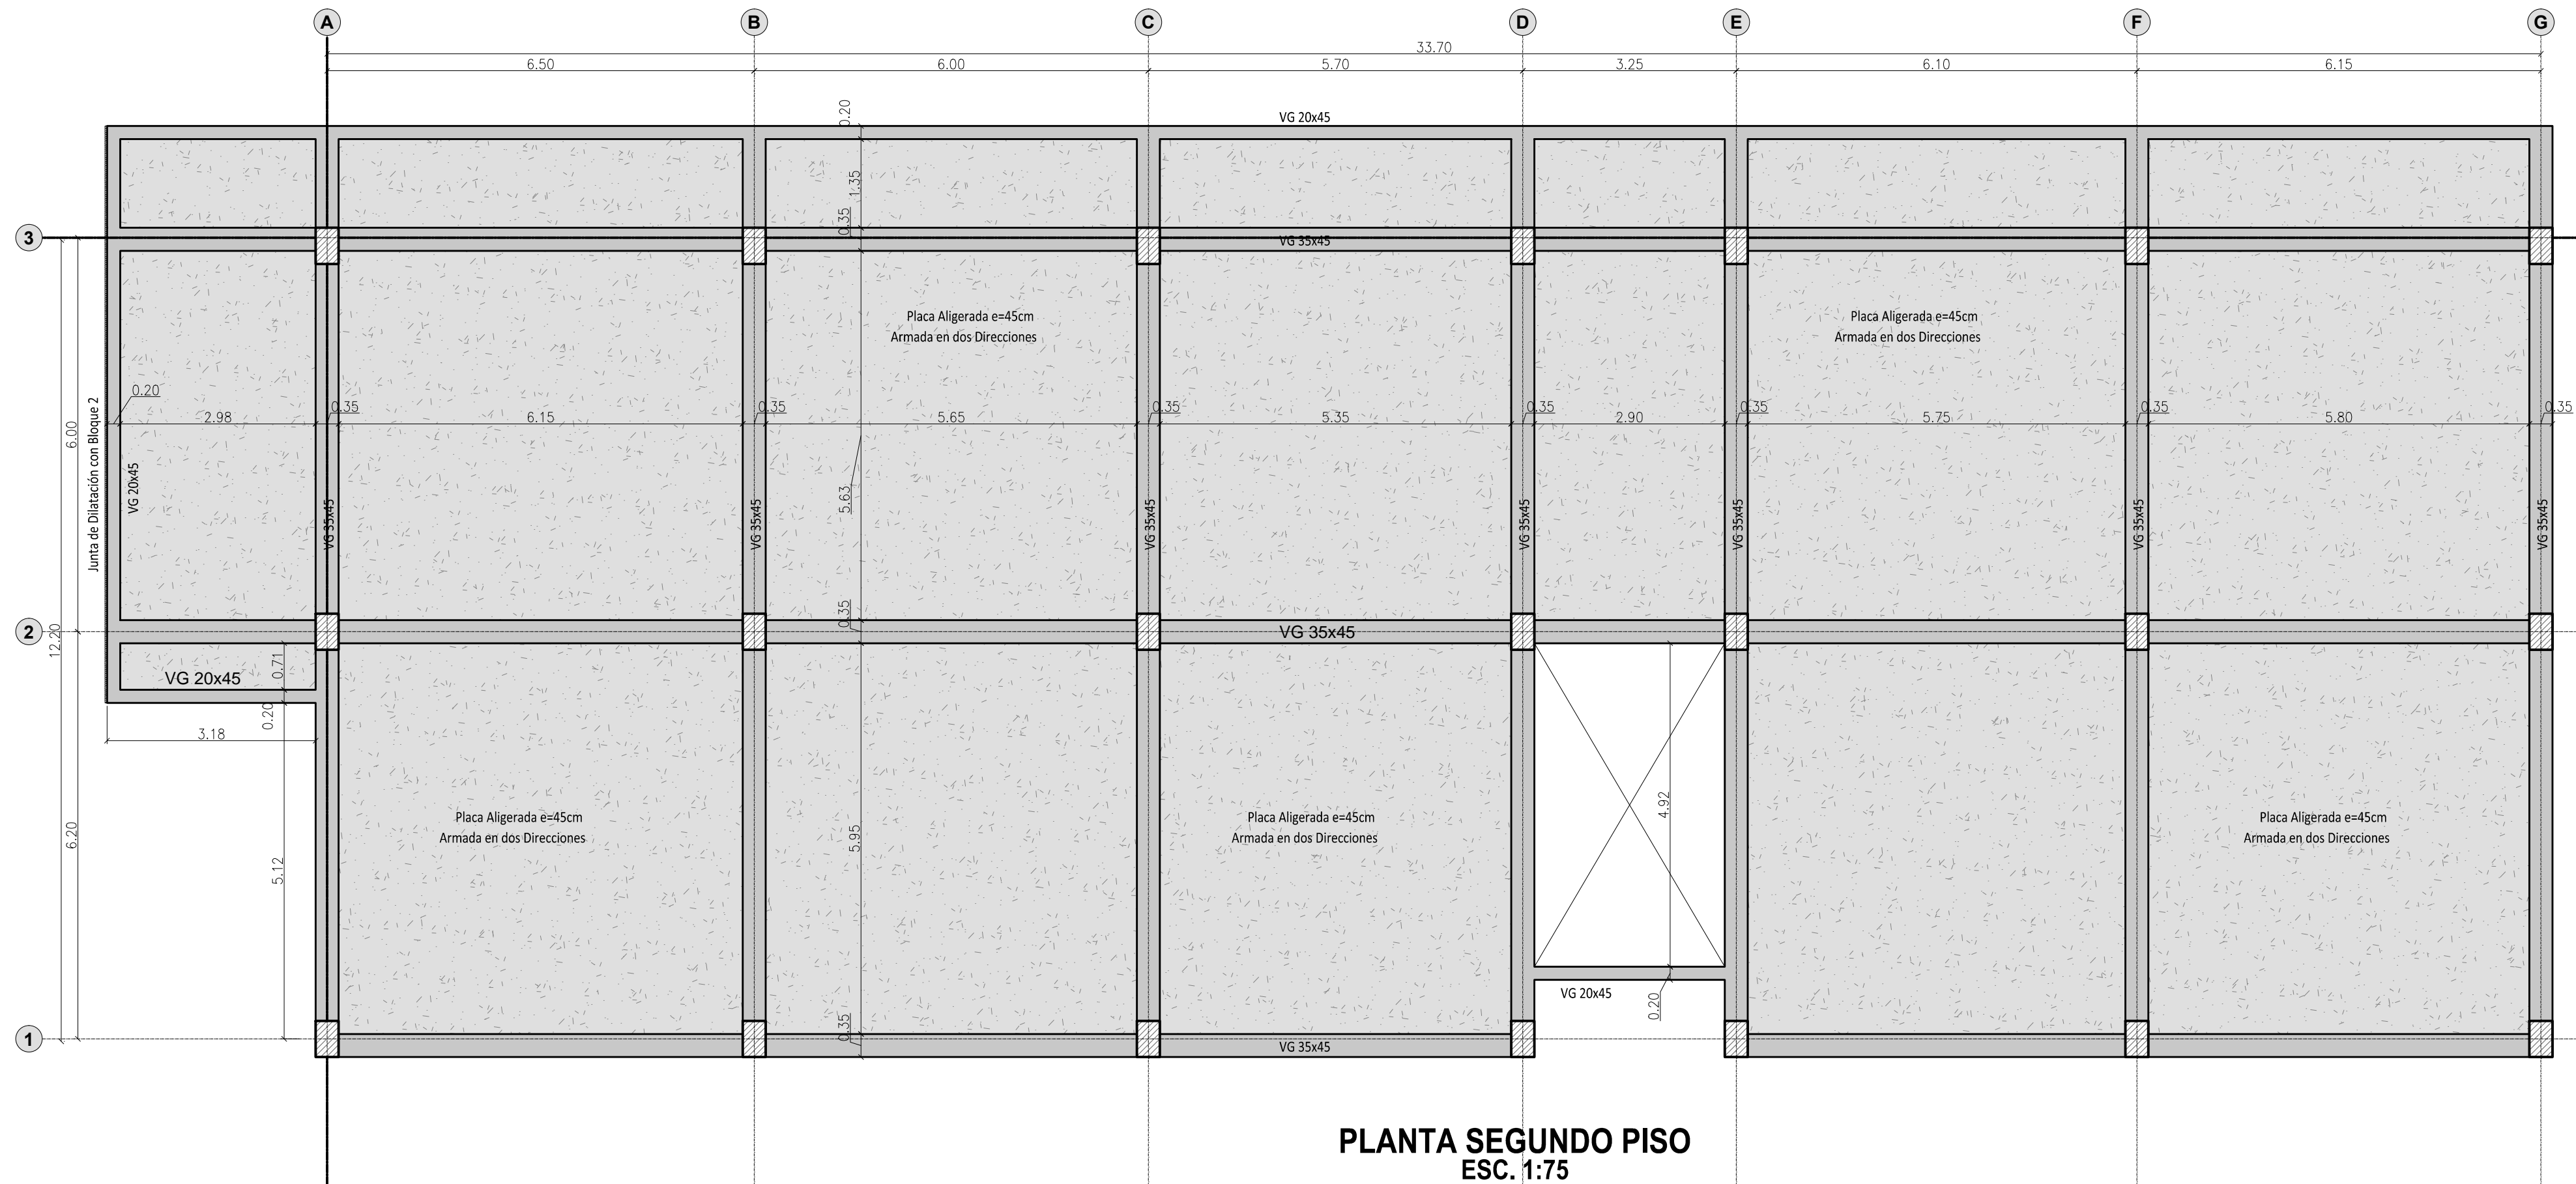 A B C D E F G
33.70
6.50 6.00 5.70 3.25 6.10 6.15
0.20
VG 20x45
1.35
0.35
3
VG 35x45
Placa Aligerada e=45cm
Armada en dos Direcciones
Placa Aligerada e=45cm
Armada en dos Direcciones
0.20 0.35 0.35 0.35 0.35 0.35 0.35 0.35
2.98 6.15 5.65 5.35 2.90 5.75 5.80
6.00
Junta de Dilatación con Bloque 2
VG 20x45
5.63
VG 35x45
VG 35x45
VG 35x45
VG 35x45
VG 35x45
VG 35x45
VG 35x45
0.35
2
12.20
VG 35x45
0.71
VG 20x45
0.20
3.18
4.92
Placa Aligerada e=45cm
Armada en dos Direcciones
Placa Aligerada e=45cm
Armada en dos Direcciones
Placa Aligerada e=45cm
Armada en dos Direcciones
6.20
5.12
5.95
VG 20x45
0.20
0.35
1
VG 35x45
PLANTA SEGUNDO PISO
ESC. 1:75